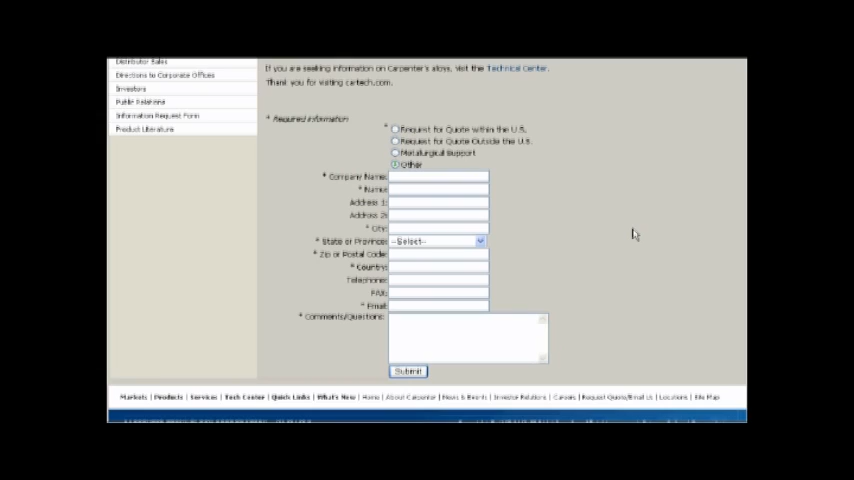 Distributor Sales
Directions to Corporate Offices
Investors
Public Relations
Information Request Form
Product Literature
If you are seeking information on Carpenter's alloys, visit the Technical Center.
Thank you for visiting cartech.com.
* Required Information
*
Request for Quote within the U.S.
Request for Quote Outside the U.S.
Metallurgical Support
Other
* Company Name:
* Name:
Address 1:
Address 2:
* City:
* State or Province: --Select--
* Zip or Postal Code:
* Country:
Telephone:
FAX:
* Email:
* Comments/Questions:
Submit
Markets | Products | Services | Tech Center | Quick Links | What's New | Home | About Carpenter | News & Events | Investor Relations | Careers | Request Quote/Email Us | Locations | Site Map